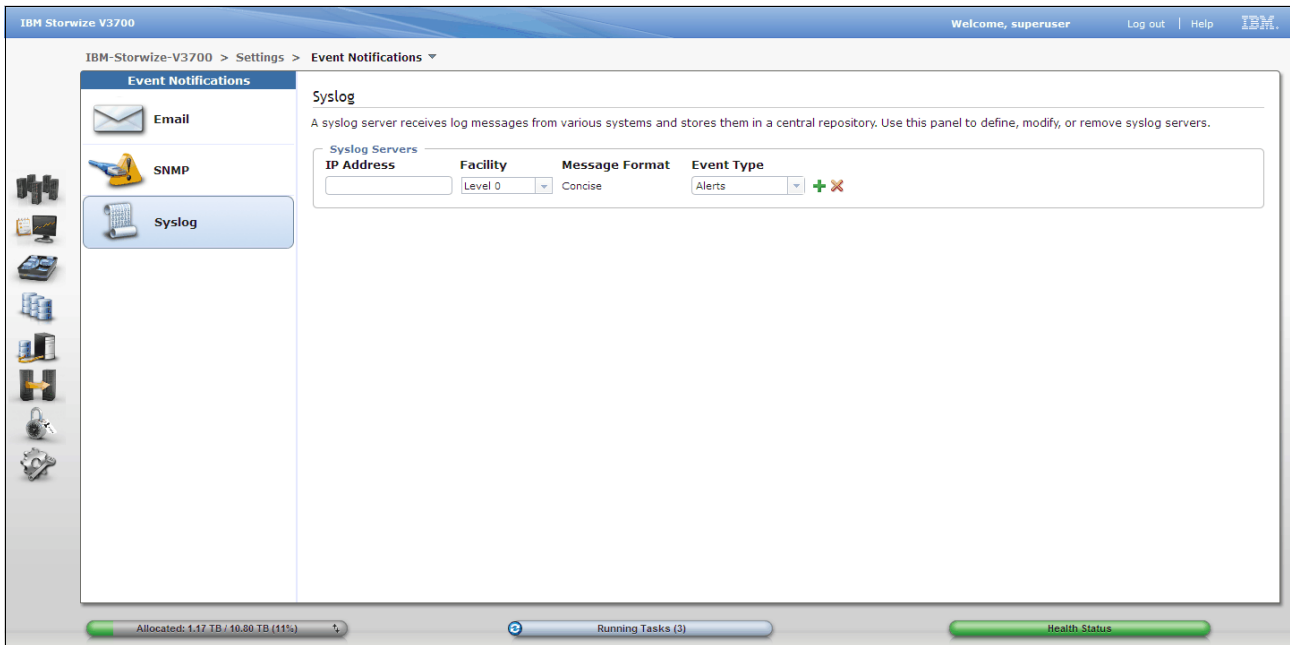 IBM Storwize V3700
Welcome, superuser
Log out | Help
IBM.
IBM-Storwize-V3700 > Settings > Event Notifications
Event Notifications
Email
SNMP
Syslog
Syslog
A syslog server receives log messages from various systems and stores them in a central repository. Use this panel to define, modify, or remove syslog servers.
Syslog Servers
IP Address Facility Message Format Event Type
Level 0 Concise Alerts
Allocated: 1.17 TB / 10.80 TB (11%)
Running Tasks (3)
Health Status